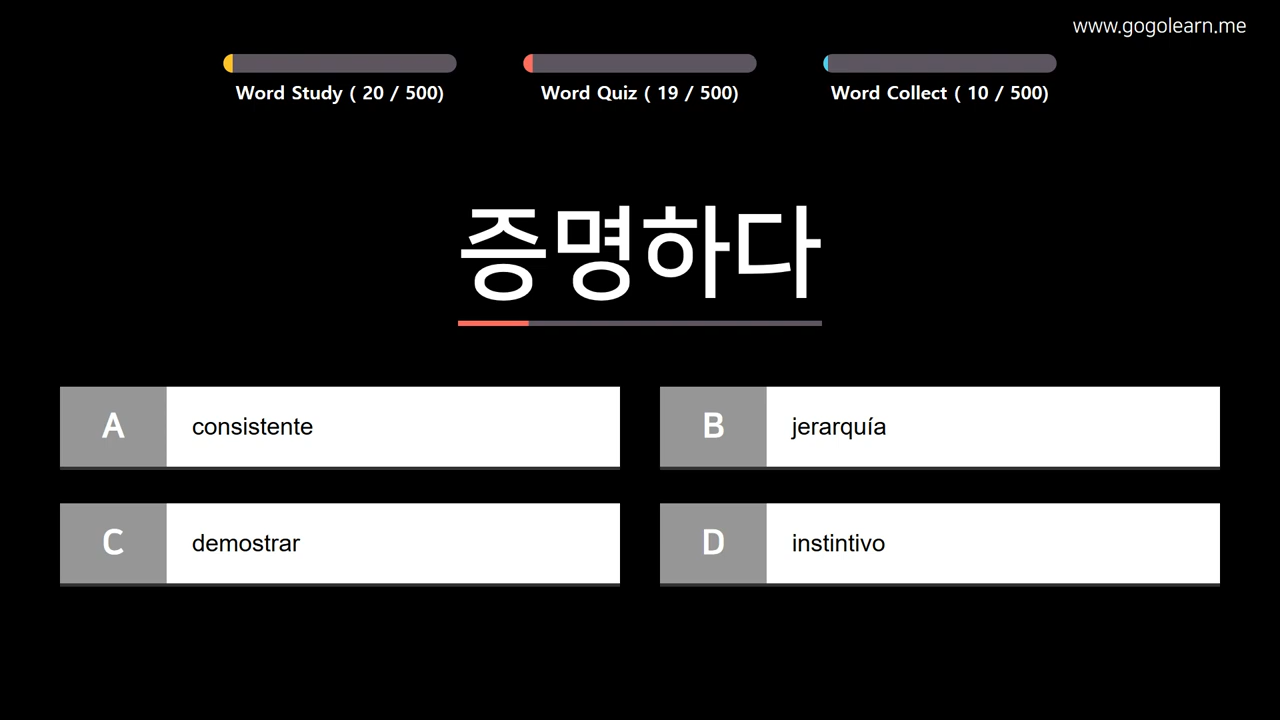 www.gogolearn.me
Word Study ( 20 / 500)
Word Quiz ( 19 / 500)
Word Collect ( 10 / 500)
증명하다
A consistente
B jerarquía
C demostrar
D instintivo